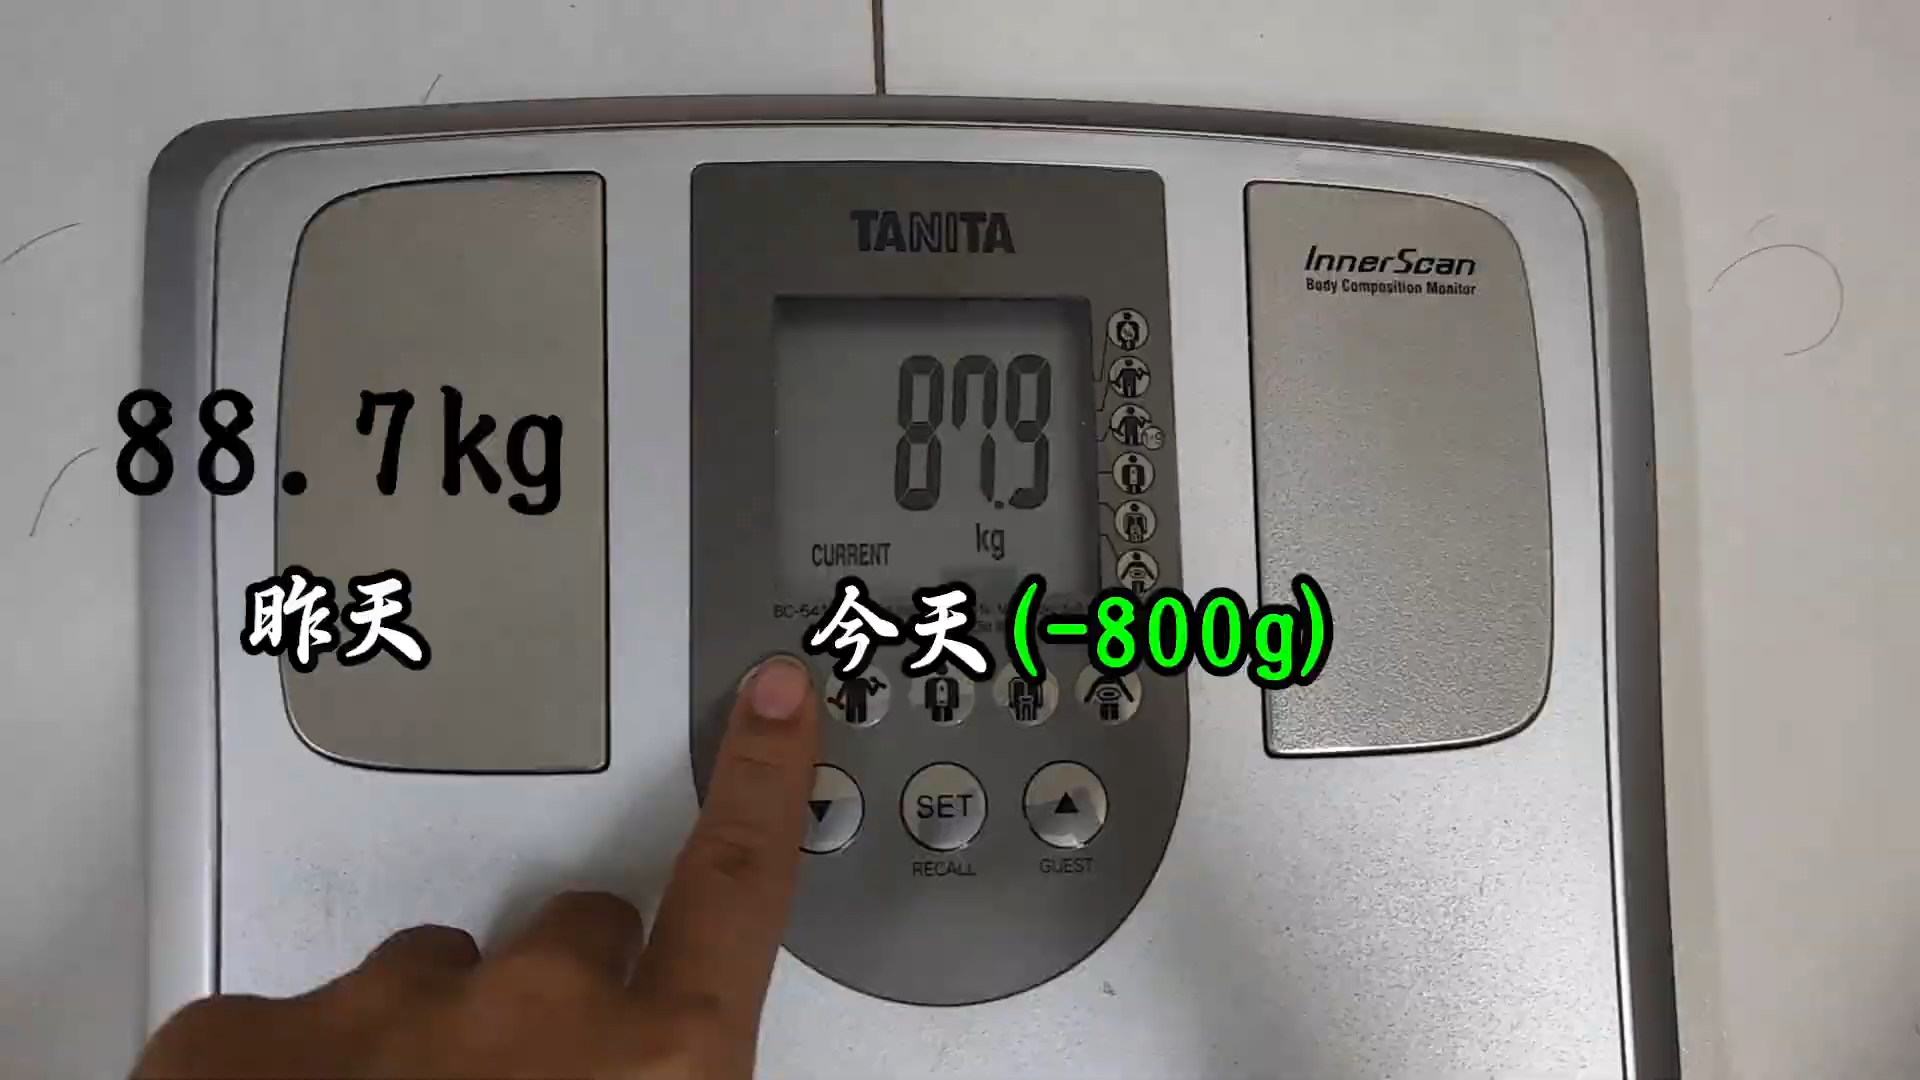 TANITA
InnerScan
Body Composition Monitor
87.9
kg
CURRENT
88.7kg
昨天
今天(-800g)
SET
RECALL
GUEST